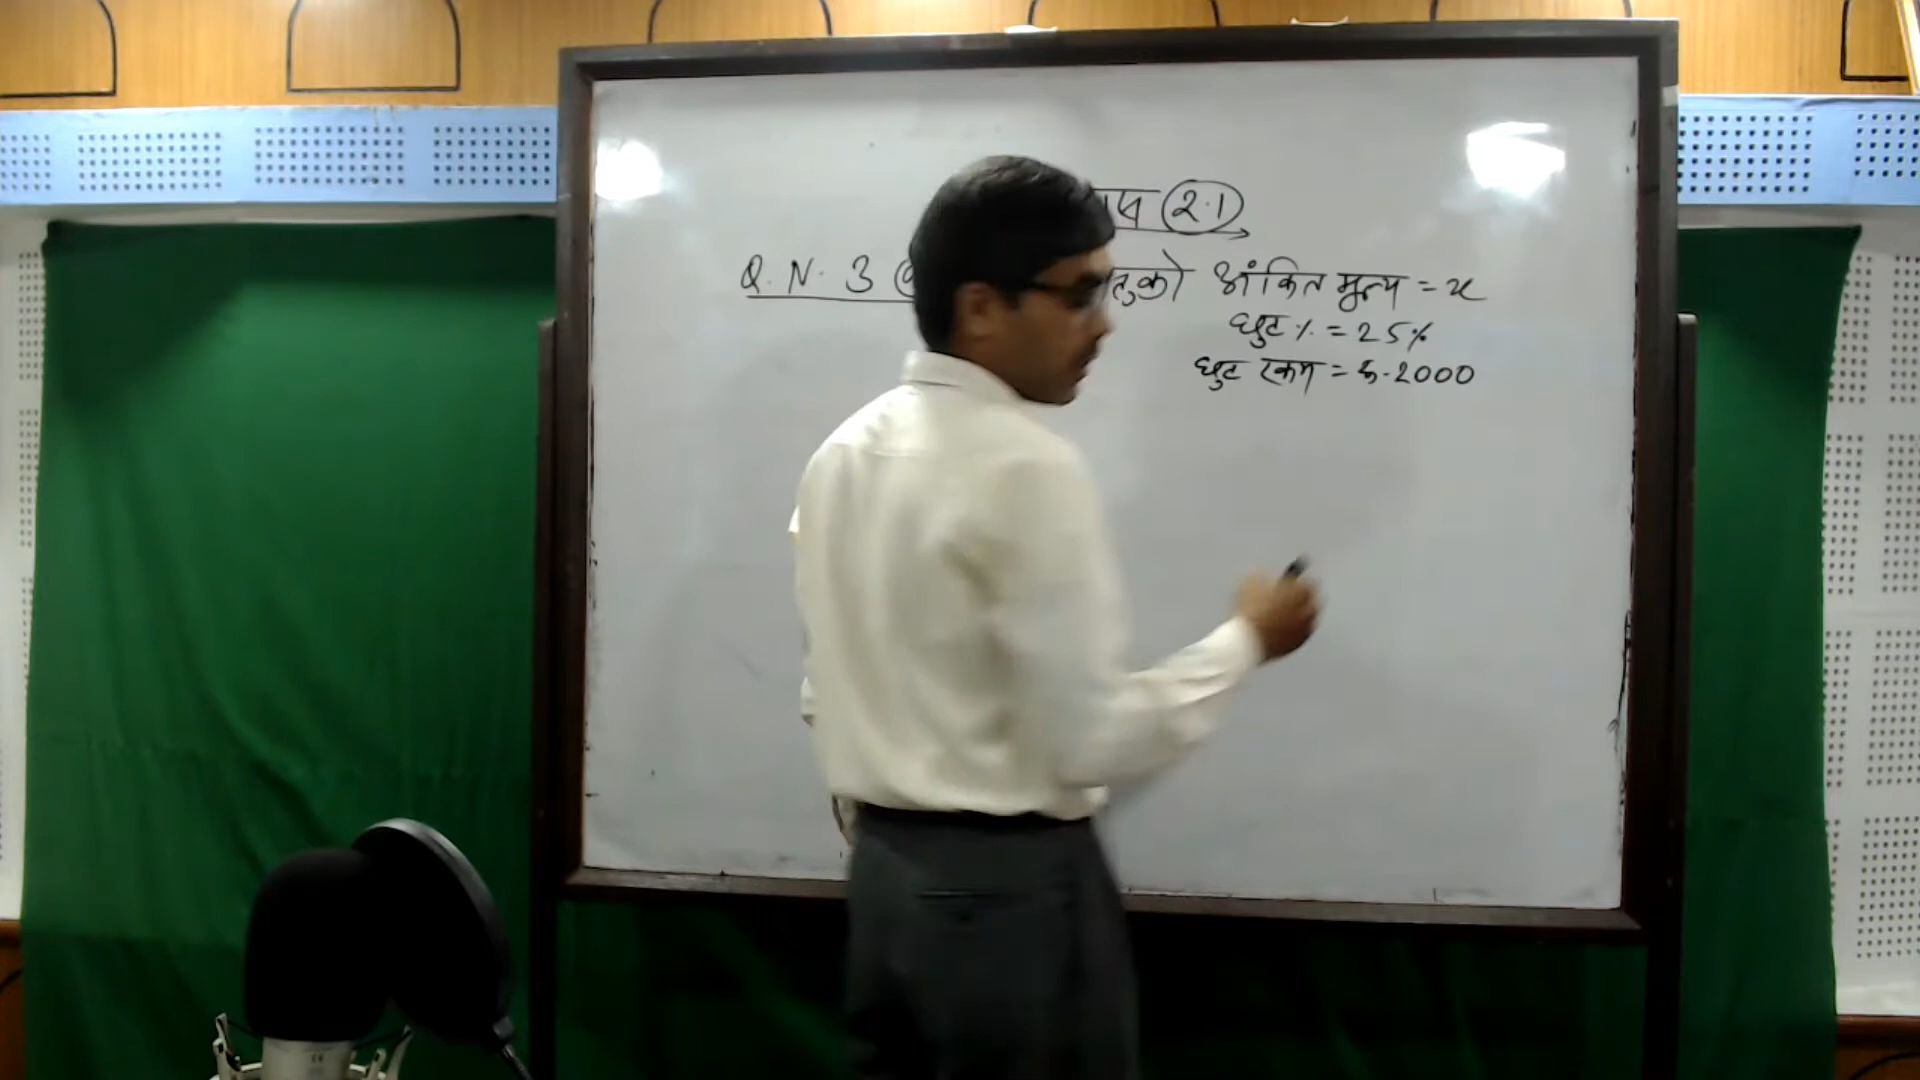 2.1
Q. N. 3 को अंकित मूल्य = x
छुट % = 25%
छुट रकम = रु. 2000